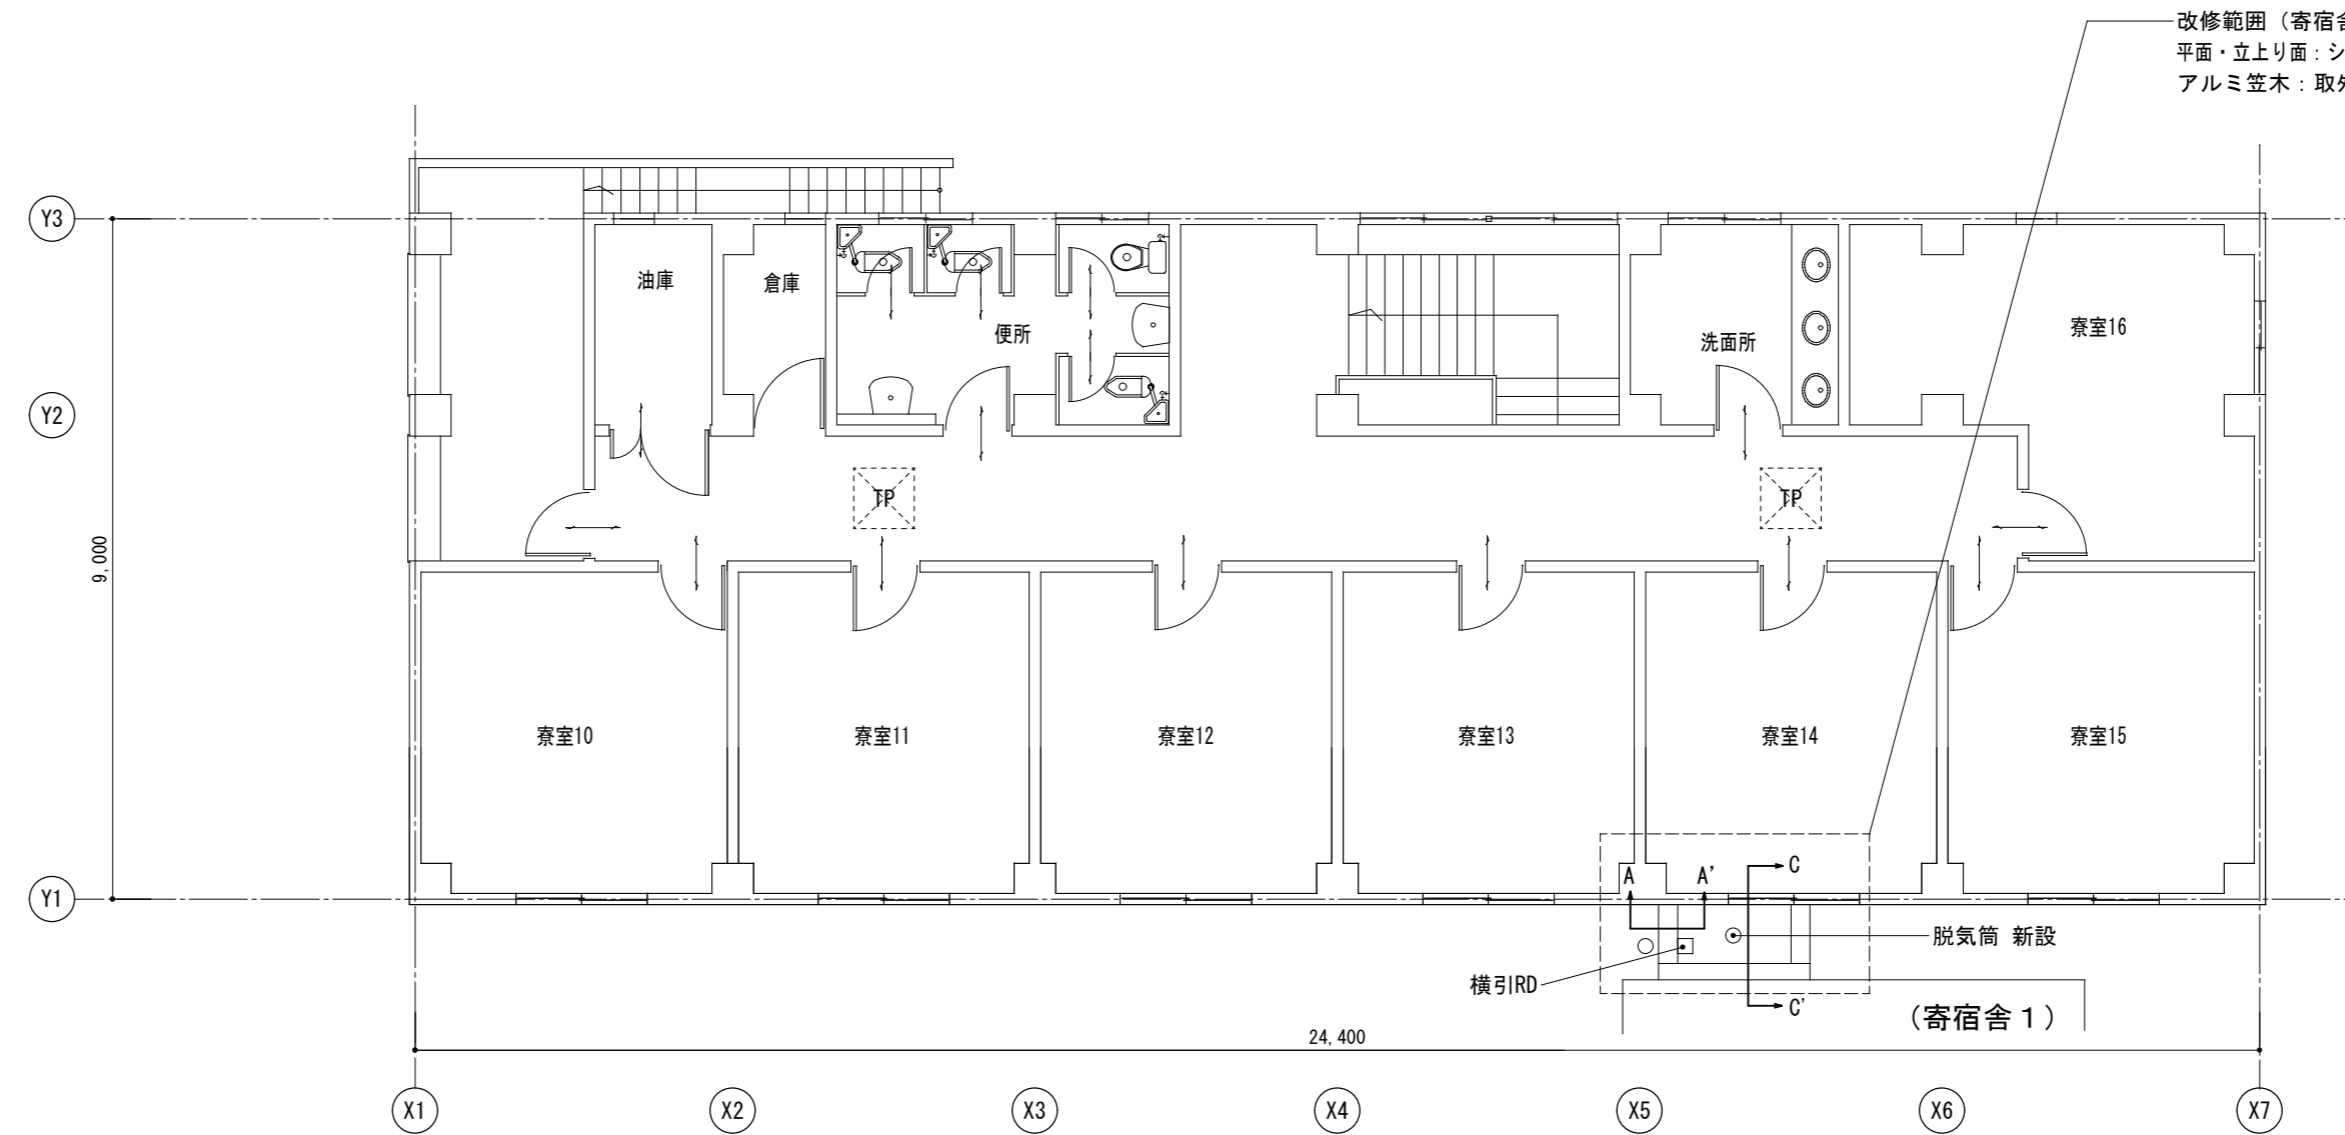 改修範囲（寄宿舎
平面・立上り面：シ
アルミ笠木：取外
Y3
油庫
倉庫
便所
洗面所
寮室16
Y2
TP
TP
9,000
寮室10
寮室11
寮室12
寮室13
寮室14
寮室15
A
A'
C
Y1
脱気筒 新設
横引RD
C'
（寄宿舎１）
24,400
X1
X2
X3
X4
X5
X6
X7